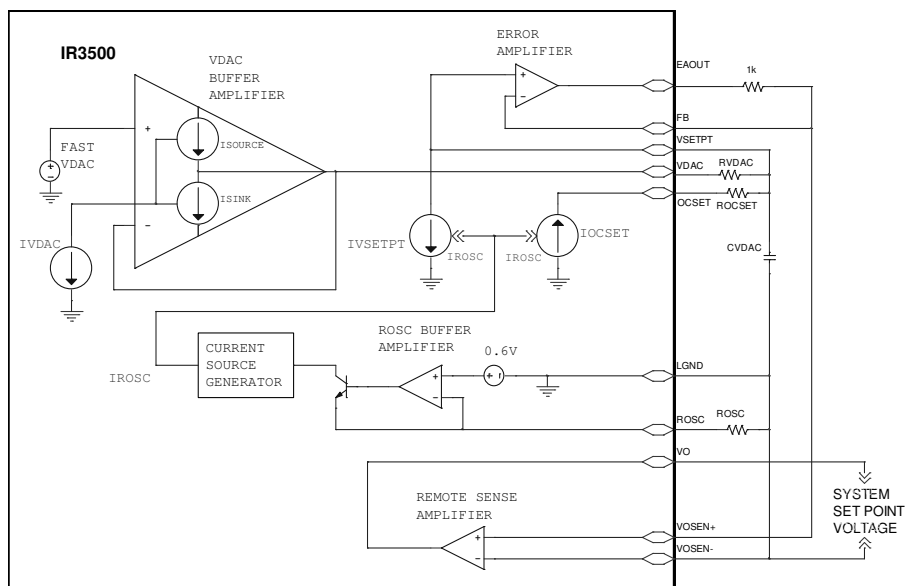 IR3500
ERROR
AMPLIFIER
VDAC
BUFFER
AMPLIFIER
EAOUT
1k
+
-
+
FB
ISOURCE
FAST
VDAC
+
-
VSETPT
VDAC
RVDAC
ISINK
OCSET
ROCSET
-
IVDAC
IVSETPT
IROSC
IROSC
IOCSET
CVDAC
ROSC BUFFER
AMPLIFIER
0.6V
CURRENT
SOURCE
GENERATOR
IROSC
+
-
+ -
LGND
ROSC
ROSC
VO
REMOTE SENSE
AMPLIFIER
SYSTEM
SET POINT
VOLTAGE
+
-
VOSEN+
VOSEN-